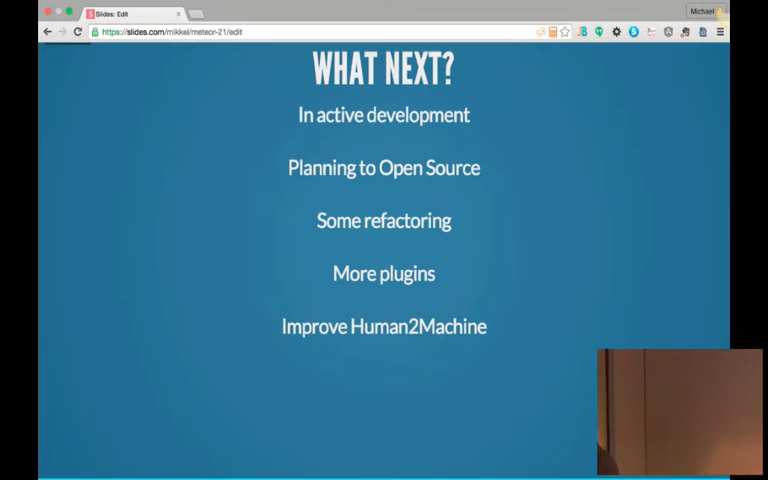 Slides: Edit
Michael
https://slides.com/mikkel/meteor-21/edit
WHAT NEXT?
In active development
Planning to Open Source
Some refactoring
More plugins
Improve Human2Machine